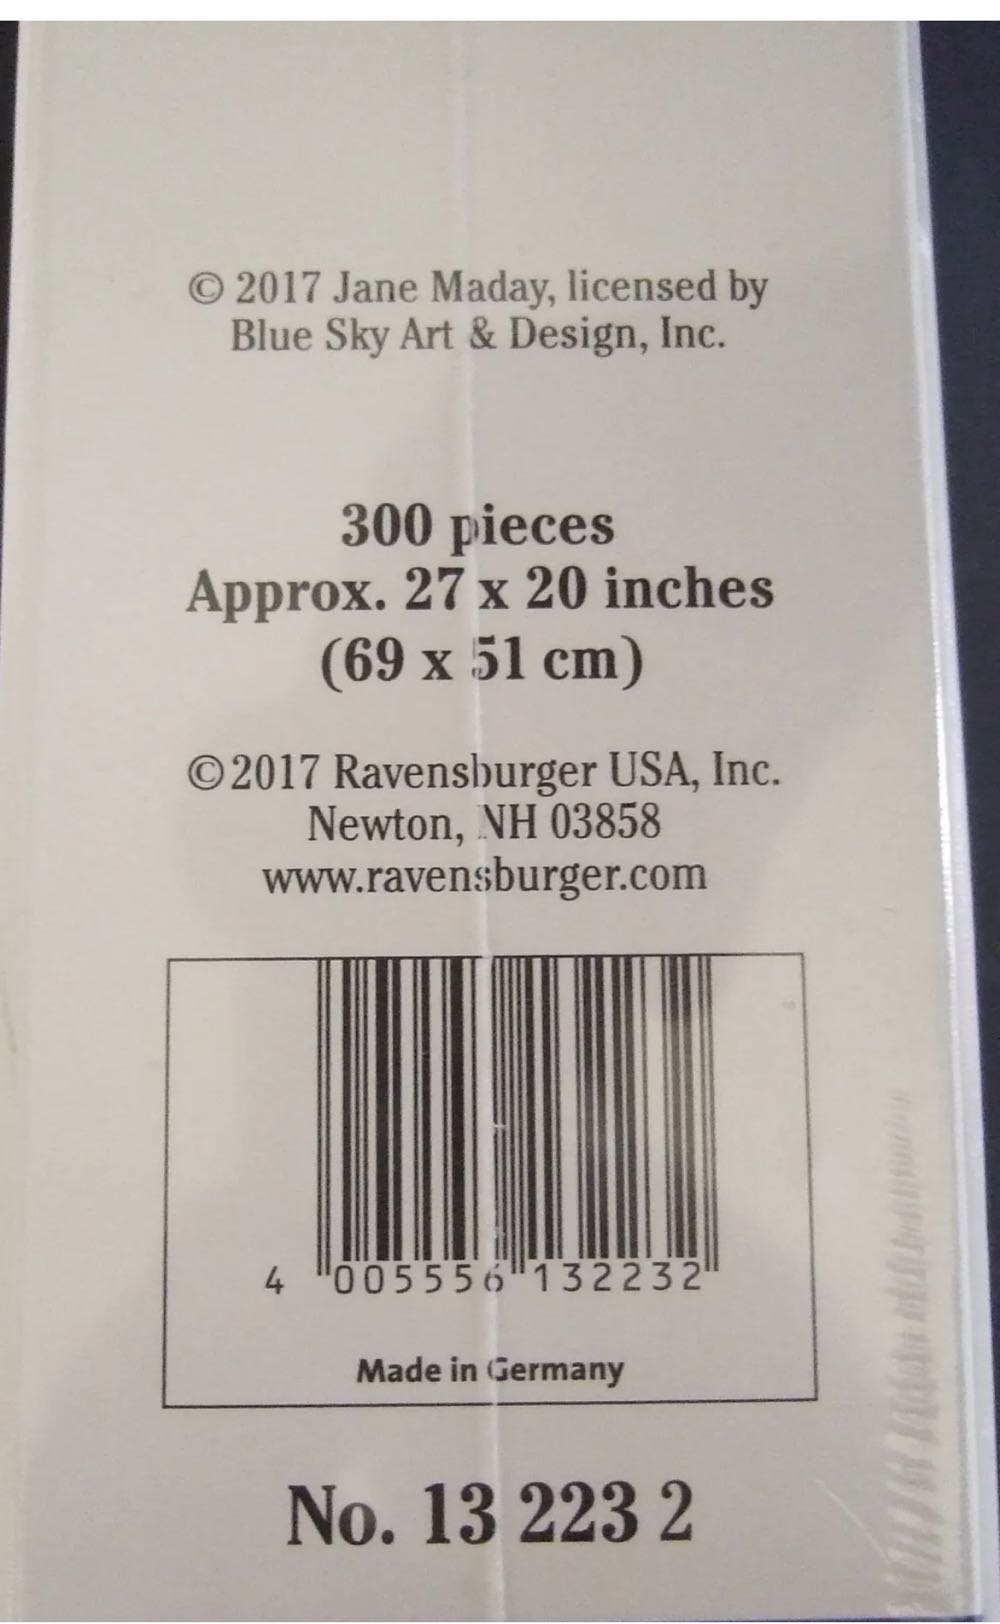 © 2017 Jane Maday, licensed by
Blue Sky Art & Design, Inc.
300 pieces
Approx. 27 x 20 inches
(69 x 51 cm)
©2017 Ravensburger USA, Inc.
Newton, NH 03858
www.ravensburger.com
4 005556 132232
Made in Germany
No. 13 223 2